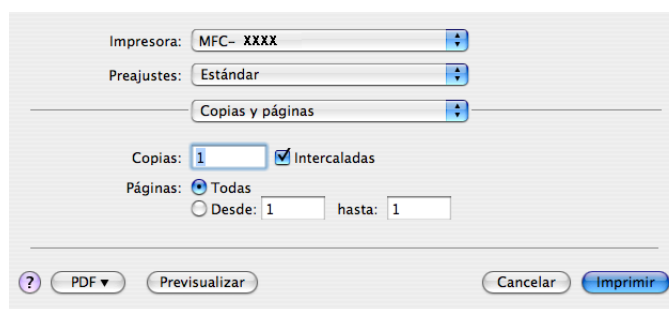 Impresora: MFC- XXXX
Preajustes: Estándar
Copias y páginas
Copias: 1 Intercaladas
Páginas: Todas
Desde: 1 hasta: 1
? PDF▼ Previsualizar Cancelar Imprimir